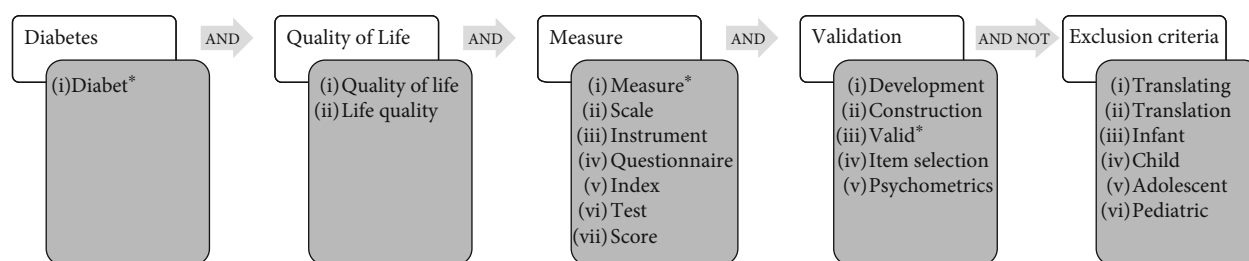 Diabetes
AND
Quality of Life
AND
Measure
AND
Validation
AND NOT
Exclusion criteria
(i) Diabet*
(i) Quality of life
(ii) Life quality
(i) Measure*
(ii) Scale
(iii) Instrument
(iv) Questionnaire
(v) Index
(vi) Test
(vii) Score
(i) Development
(ii) Construction
(iii) Valid*
(iv) Item selection
(v) Psychometrics
(i) Translating
(ii) Translation
(iii) Infant
(iv) Child
(v) Adolescent
(vi) Pediatric